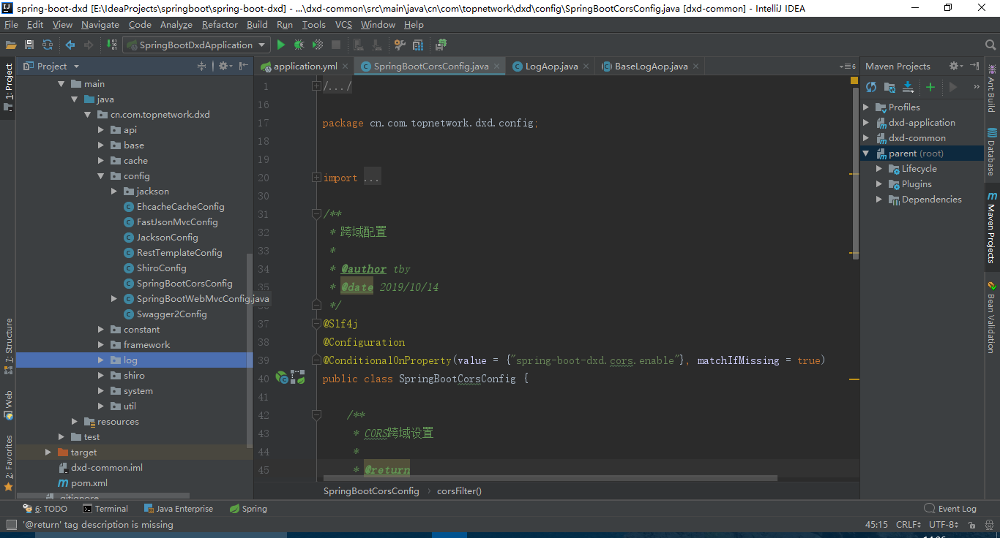 spring-boot-dxd [E:\IdeaProjects\springboot\spring-boot-dxd] - ...\dxd-common\src\main\java\cn\com\topnetwork\dxd\config\SpringBootCorsConfig.java [dxd-common] - IntelliJ IDEA
File Edit View Navigate Code Analyze Refactor Build Run Tools VCS Window Help
SpringBootDxdApplication
1: Project
7: Structure
Web
2: Favorites
Project
main
java
cn.com.topnetwork.dxd
api
base
cache
config
jackson
EhcacheCacheConfig
FastJsonMvcConfig
JacksonConfig
RestTemplateConfig
ShiroConfig
SpringBootCorsConfig
SpringBootWebMvcConfig.java
Swagger2Config
constant
framework
log
shiro
system
util
resources
test
target
dxd-common.iml
pom.xml
.gitignore
application.yml SpringBootCorsConfig.java LogAop.java BaseLogAop.java
6
1 /.../
16
17 package cn.com.topnetwork.dxd.config;
18
19
20 import ...
30
31 /**
32 * 跨域配置
33 *
34 * @author tby
35 * @date 2019/10/14
*/
37 @Slf4j
38 @Configuration
39 @ConditionalOnProperty(value = {"spring-boot-dxd.cors.enable"}, matchIfMissing = true)
40 public class SpringBootCorsConfig {
41
42 /**
43 * CORS跨域设置
44 *
45 * @return
SpringBootCorsConfig › corsFilter()
Maven Projects
Profiles
dxd-application
dxd-common
parent (root)
Lifecycle
Plugins
Dependencies
Ant Build
Database
Maven Projects
Bean Validation
6: TODO Terminal Java Enterprise Spring Event Log
'@return' tag description is missing 45:15 CRLF UTF-8